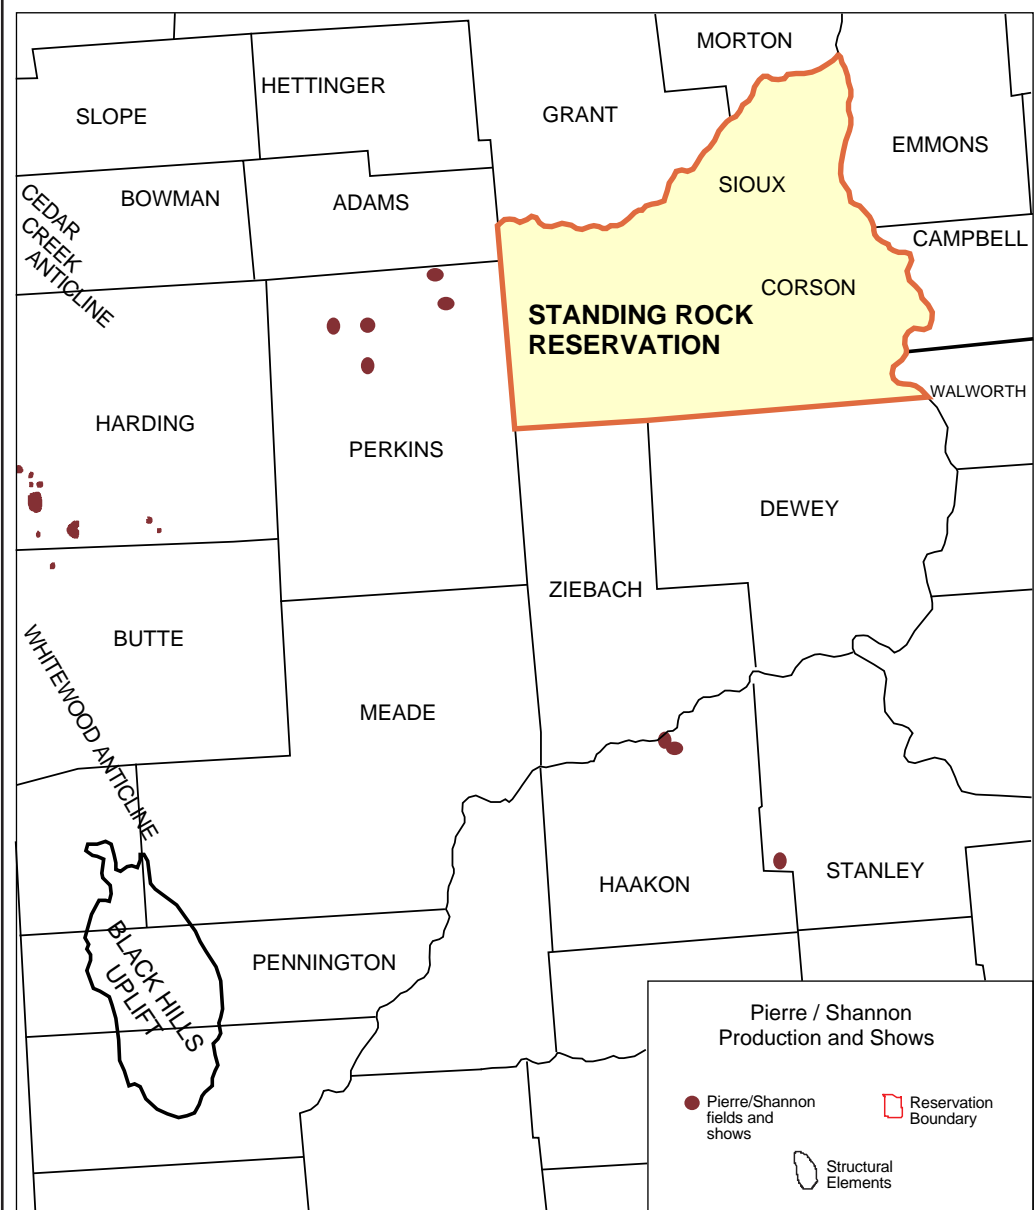 MORTON
HETTINGER
SLOPE
GRANT
EMMONS
SIOUX
BOWMAN
ADAMS
CEDAR
CREEK
ANTICLINE
CAMPBELL
CORSON
STANDING ROCK
RESERVATION
WALWORTH
HARDING
PERKINS
DEWEY
ZIEBACH
BUTTE
WHITEWOOD ANTICLINE
MEADE
HAAKON
STANLEY
BLACK HILLS
UPLIFT
PENNINGTON
Pierre / Shannon
Production and Shows
Pierre/Shannon
fields and
shows
Reservation
Boundary
Structural
Elements